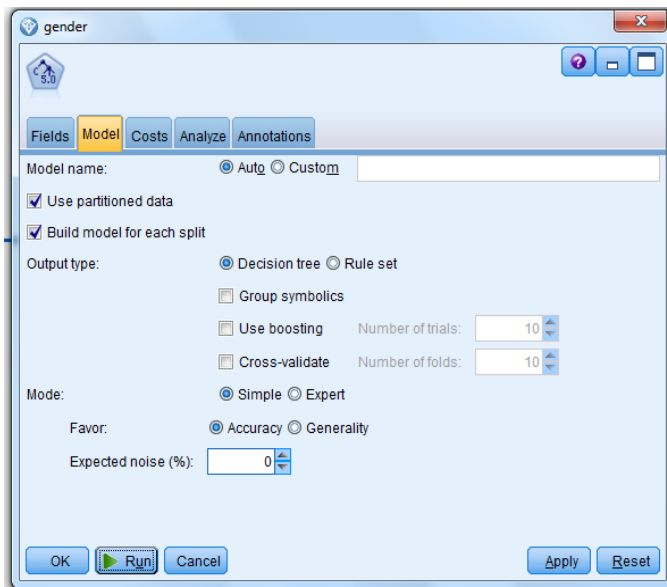 gender
C 5.0
Fields Model Costs Analyze Annotations
Model name: Auto Custom
Use partitioned data
Build model for each split
Output type: Decision tree Rule set
Group symbolics
Use boosting Number of trials: 10
Cross-validate Number of folds: 10
Mode: Simple Expert
Favor: Accuracy Generality
Expected noise (%): 0
OK Run Cancel Apply Reset